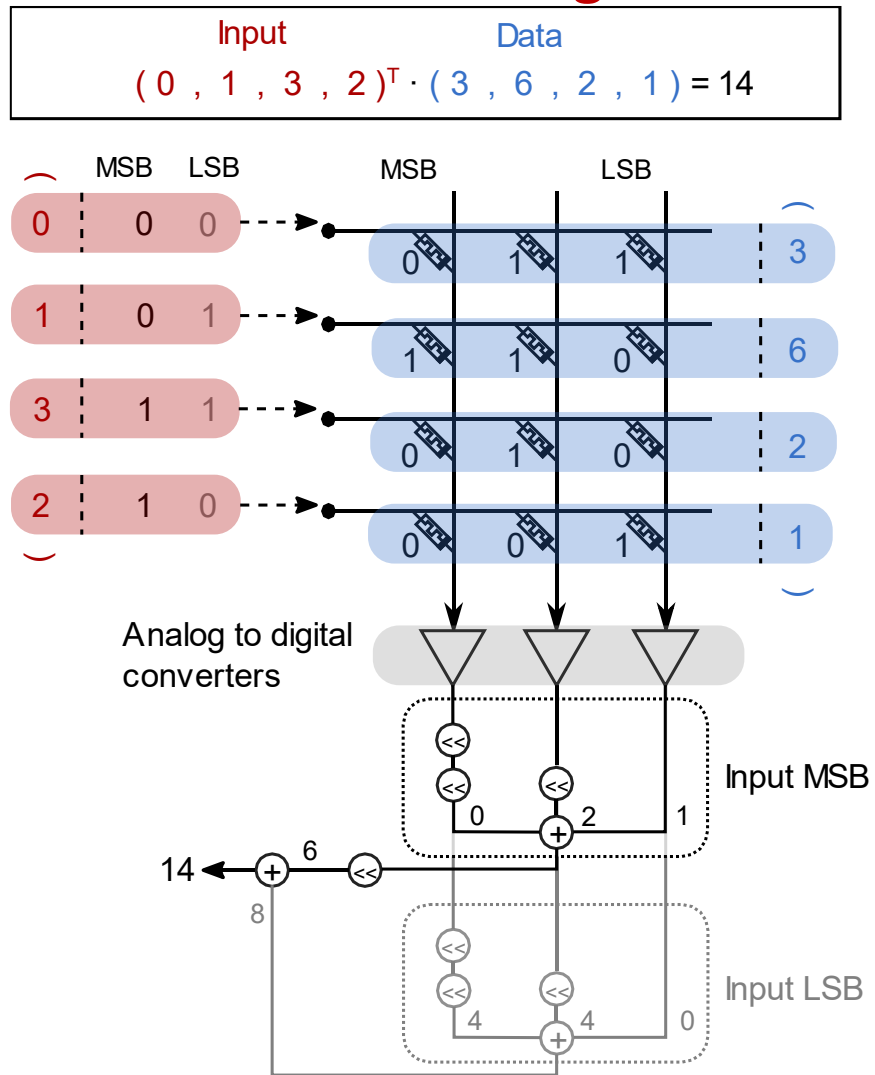 Input Data
( 0 , 1 , 3 , 2 )ᵀ · ( 3 , 6 , 2 , 1 ) = 14
MSB LSB MSB LSB
0 0 0
0 1 1 3
1 0 1
1 1 0 6
3 1 1
0 1 0 2
2 1 0
0 0 1 1
Analog to digital
converters
<<
<< <<
Input MSB
0 + 2 1
14 + 6 <<
8
<<
<< <<
Input LSB
4 + 4 0